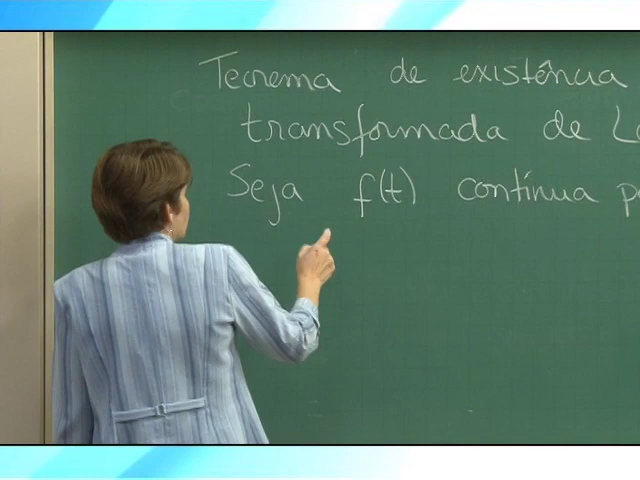 Teorema de existência
transformada de
Seja f(t) contínua